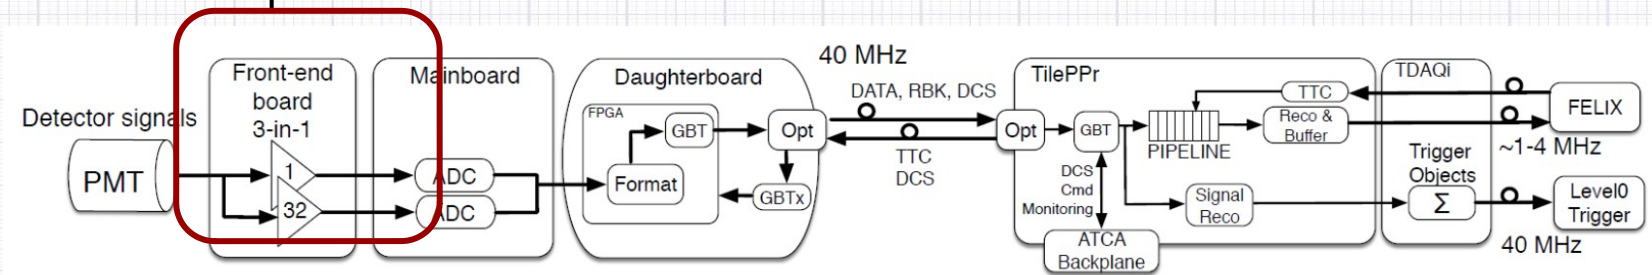 Detector signals
PMT
Front-end
board
3-in-1
1
32
Mainboard
ADC
ADC
Daughterboard
FPGA
GBT
Format
Opt
GBTx
40 MHz
DATA, RBK, DCS
TTC
DCS
TilePPr
Opt
GBT
PIPELINE
TTC
Reco &
Buffer
DCS
Cmd
Monitoring
Signal
Reco
ATCA
Backplane
TDAQi
Trigger
Objects
Σ
FELIX
~1-4 MHz
Level0
Trigger
40 MHz